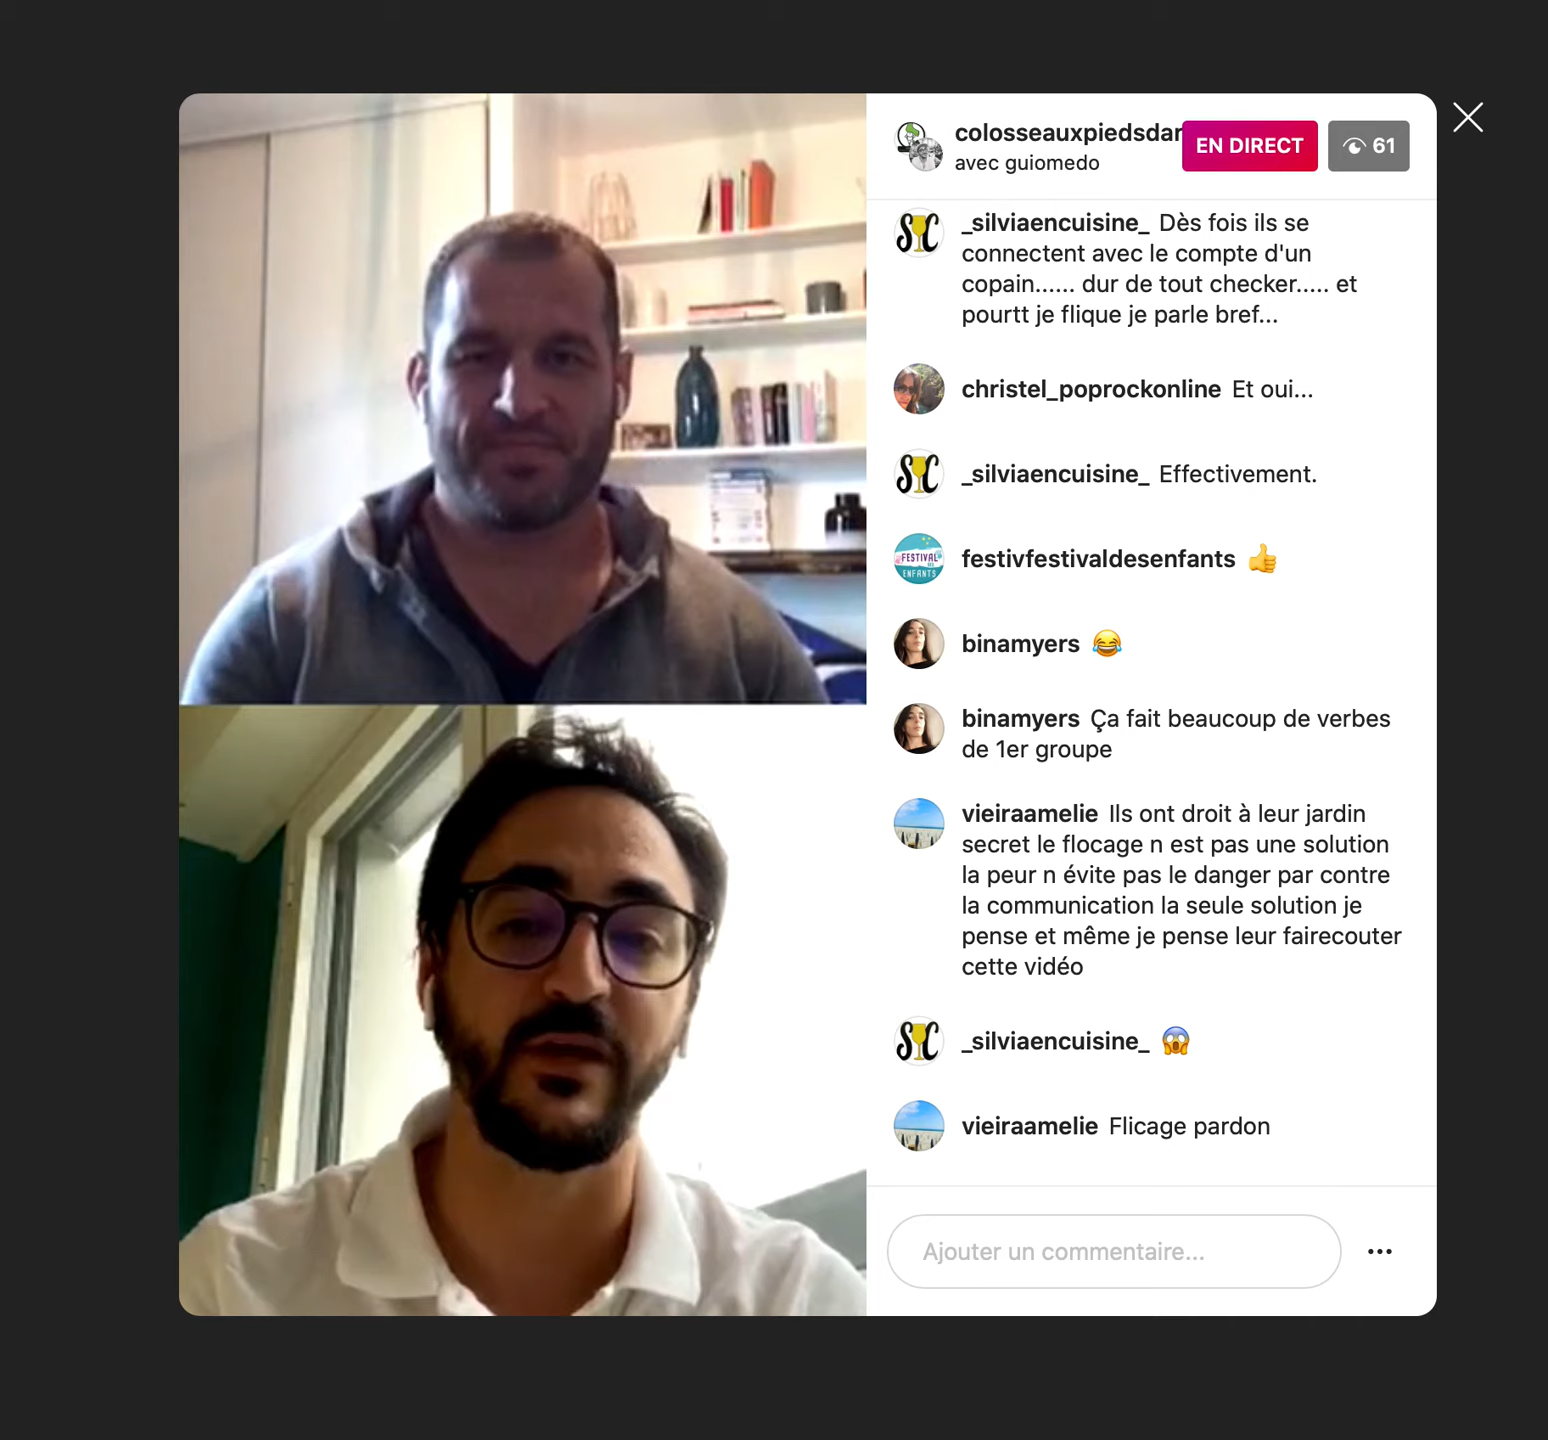 colosseauxpiedsdar
avec guiomedo
EN DIRECT
61
_silviaencuisine_ Dès fois ils se
connectent avec le compte d'un
copain...... dur de tout checker..... et
pourtt je flique je parle bref...
christel_poprockonline Et oui...
_silviaencuisine_ Effectivement.
FESTIVAL
DES
ENFANTS
festivfestivaldesenfants 👍
binamyers 😂
binamyers Ça fait beaucoup de verbes
de 1er groupe
vieiraamelie Ils ont droit à leur jardin
secret le flocage n est pas une solution
la peur n évite pas le danger par contre
la communication la seule solution je
pense et même je pense leur fairecouter
cette vidéo
_silviaencuisine_ 😱
vieiraamelie Flicage pardon
Ajouter un commentaire...